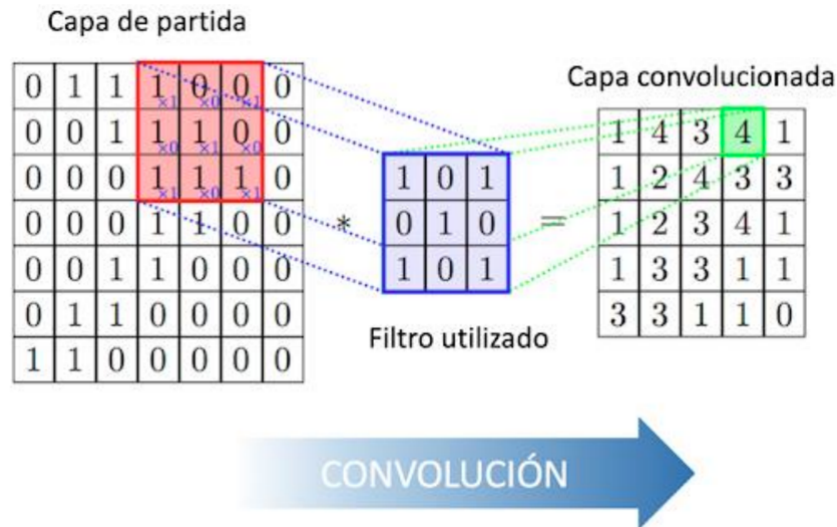 Capa de partida
0 1 1 1 0 0 0
×1 ×0 ×1
0 0 1 1 1 0 0
×0 ×1 ×0
0 0 0 1 1 1 0
×1 ×0 ×1
0 0 0 1 1 0 0
0 0 1 1 0 0 0
0 1 1 0 0 0 0
1 1 0 0 0 0 0
*
1 0 1
0 1 0
1 0 1
Filtro utilizado
=
Capa convolucionada
1 4 3 4 1
1 2 4 3 3
1 2 3 4 1
1 3 3 1 1
3 3 1 1 0
CONVOLUCIÓN